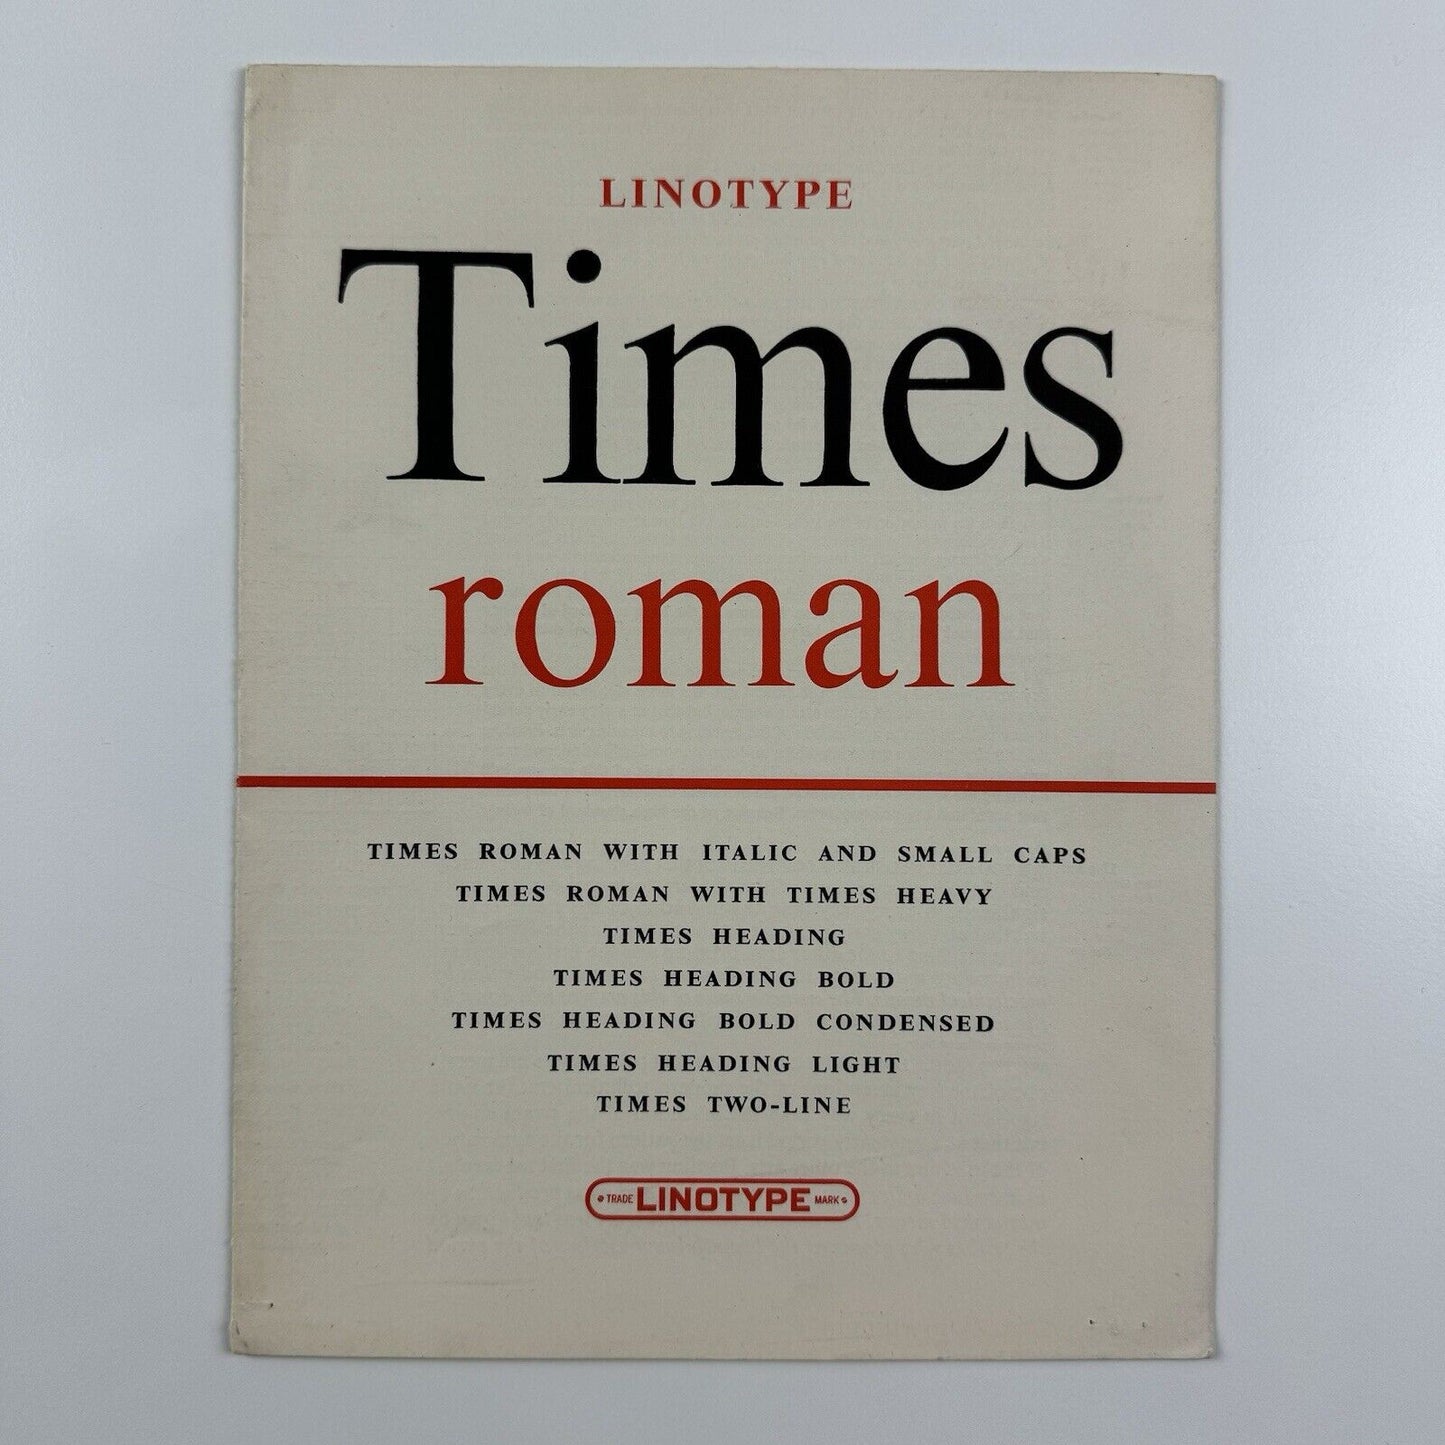 LINOTYPE
Times
roman
TIMES ROMAN WITH ITALIC AND SMALL CAPS
TIMES ROMAN WITH TIMES HEAVY
TIMES HEADING
TIMES HEADING BOLD
TIMES HEADING BOLD CONDENSED
TIMES HEADING LIGHT
TIMES TWO-LINE
TRADE LINOTYPE MARK